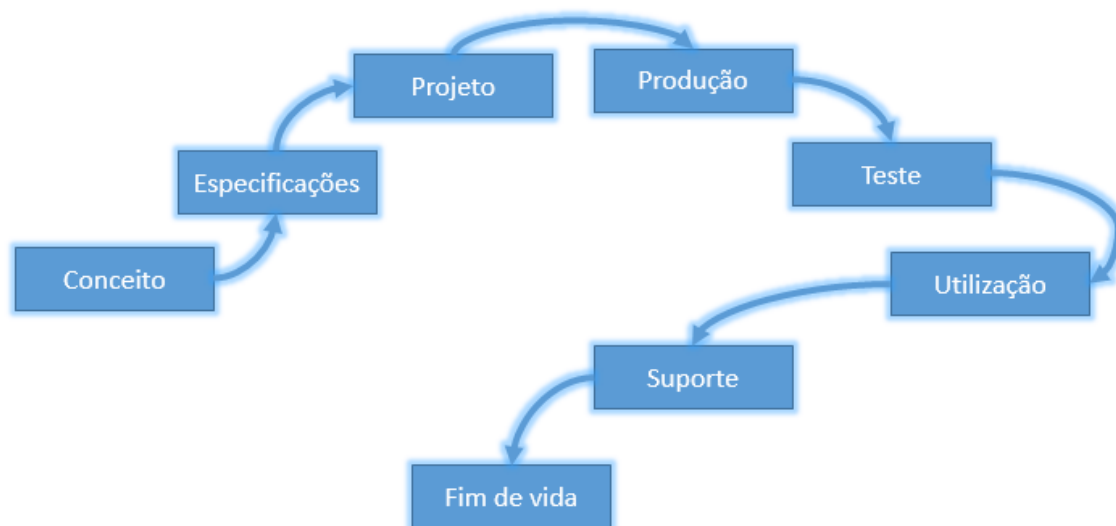 Conceito
Especificações
Projeto
Produção
Teste
Utilização
Suporte
Fim de vida